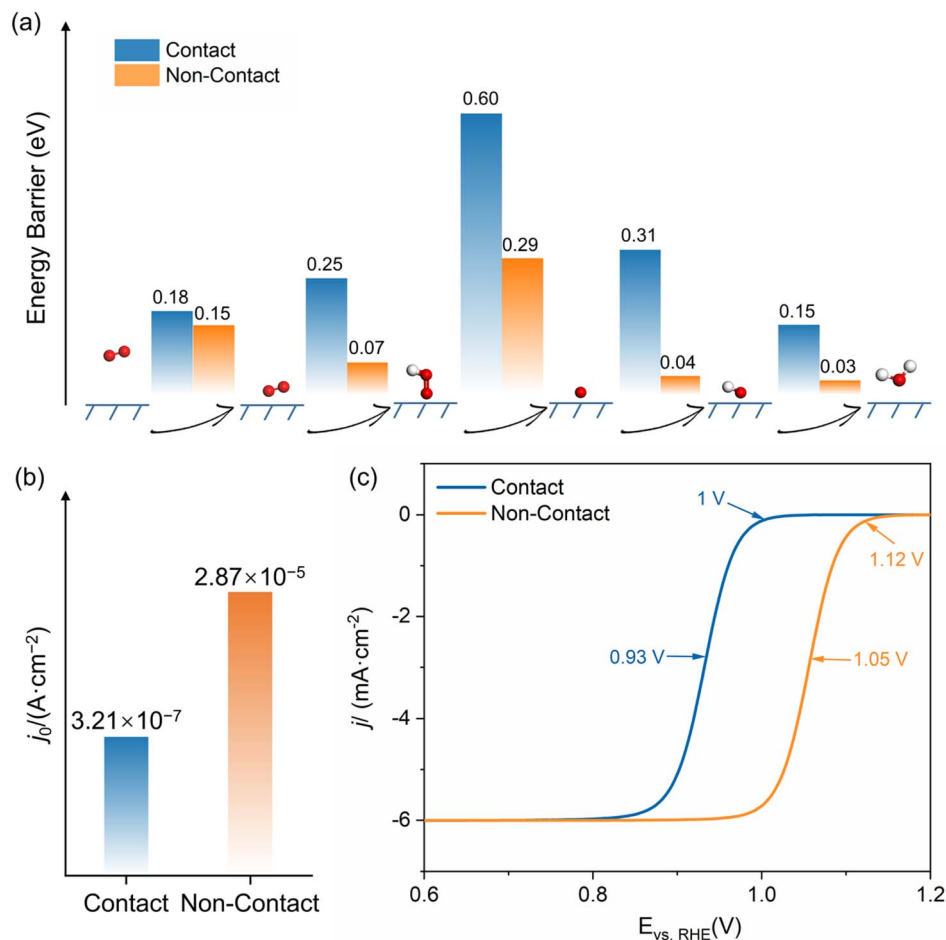 (a)
Contact
Non-Contact
Energy Barrier (eV)
0.18
0.15
0.25
0.07
0.60
0.29
0.31
0.04
0.15
0.03
(b)
j₀/(A·cm⁻²)
3.21×10⁻⁷
2.87×10⁻⁵
Contact Non-Contact
(c)
Contact
Non-Contact
1 V
1.12 V
0.93 V
1.05 V
j/ (mA·cm⁻²)
0
-2
-4
-6
0.6 0.8 1.0 1.2
E vs. RHE(V)